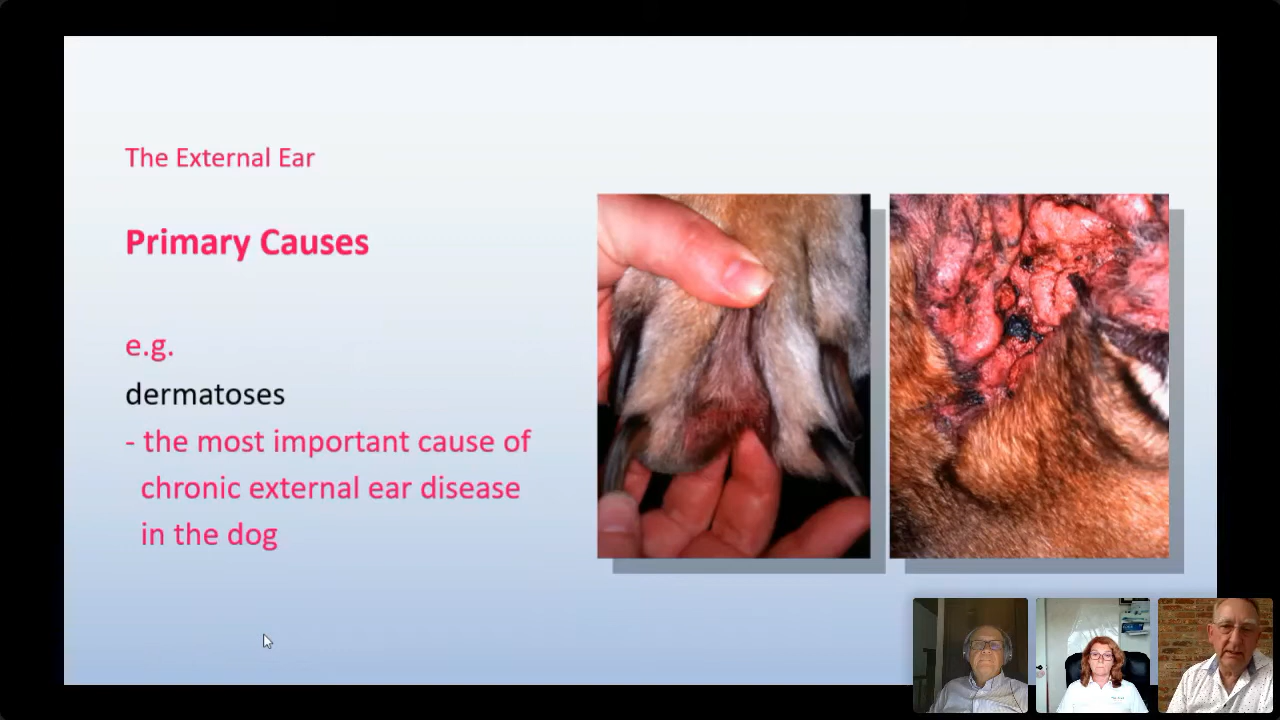 The External Ear
Primary Causes
e.g.
dermatoses
- the most important cause of
chronic external ear disease
in the dog